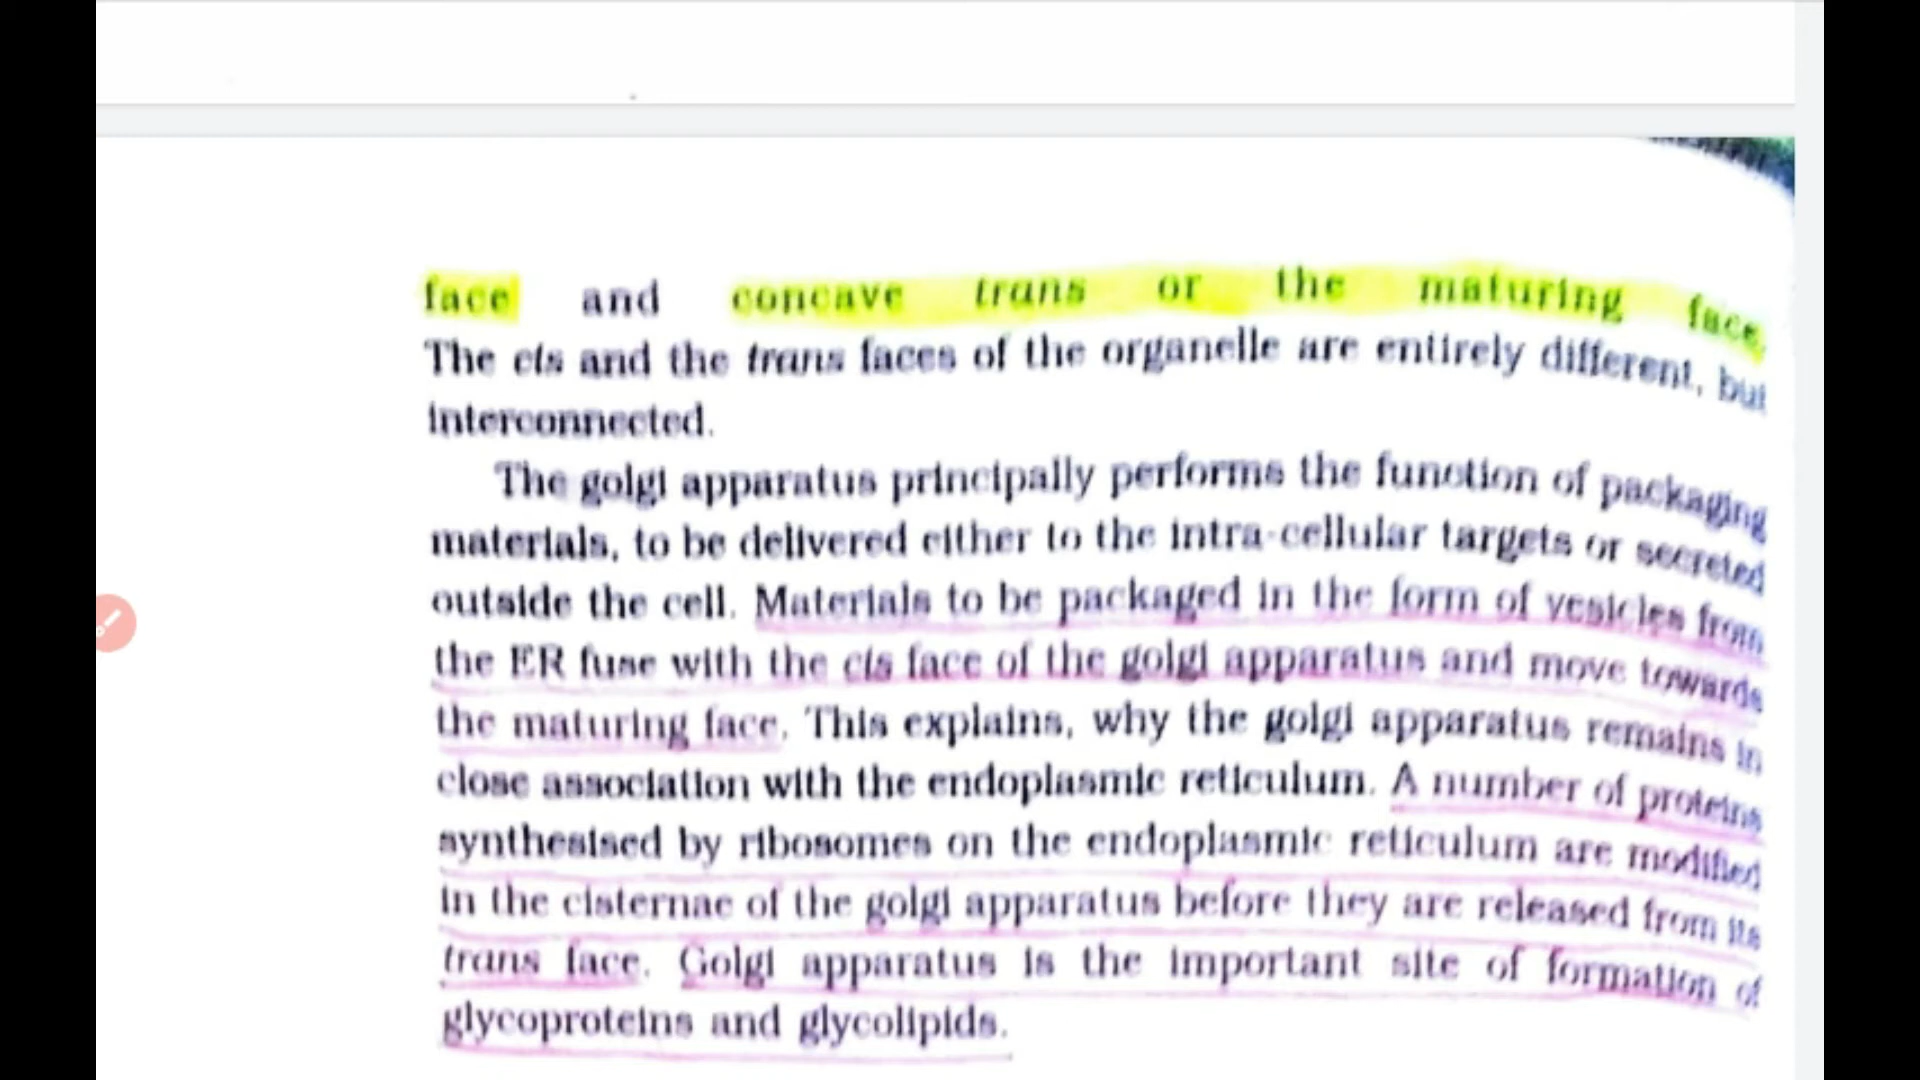 face and concave trans or the maturing face.
The cis and the trans faces of the organelle are entirely different, but
interconnected.
The golgi apparatus principally performs the function of packaging
materials, to be delivered either to the intra-cellular targets or secreted
outside the cell. Materials to be packaged in the form of vesicles from
the ER fuse with the cis face of the golgi apparatus and move towards
the maturing face. This explains, why the golgi apparatus remains in
close association with the endoplasmic reticulum. A number of proteins
synthesised by ribosomes on the endoplasmic reticulum are modified
in the cisternae of the golgi apparatus before they are released from its
trans face. Golgi apparatus is the important site of formation of
glycoproteins and glycolipids.